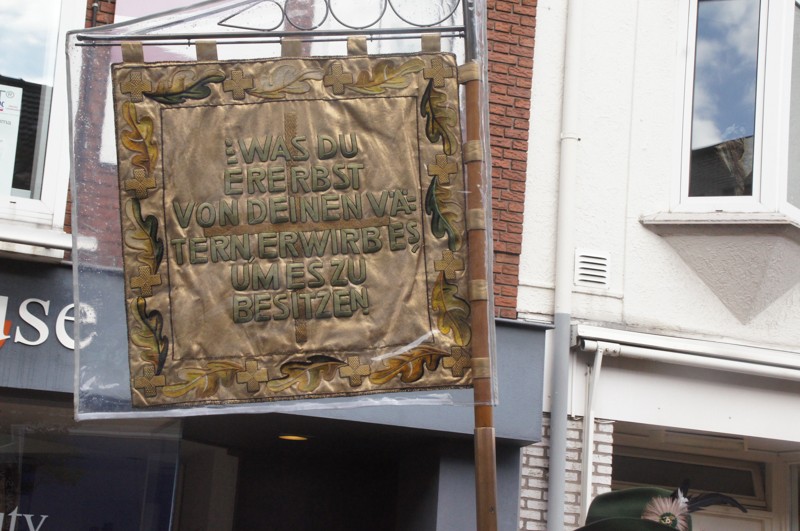 :WAS DU
ERERBST
VON DEINEN VÄ-
TERN, ERWIRB ES,
UM ES ZU
BESITZEN!
use
uty